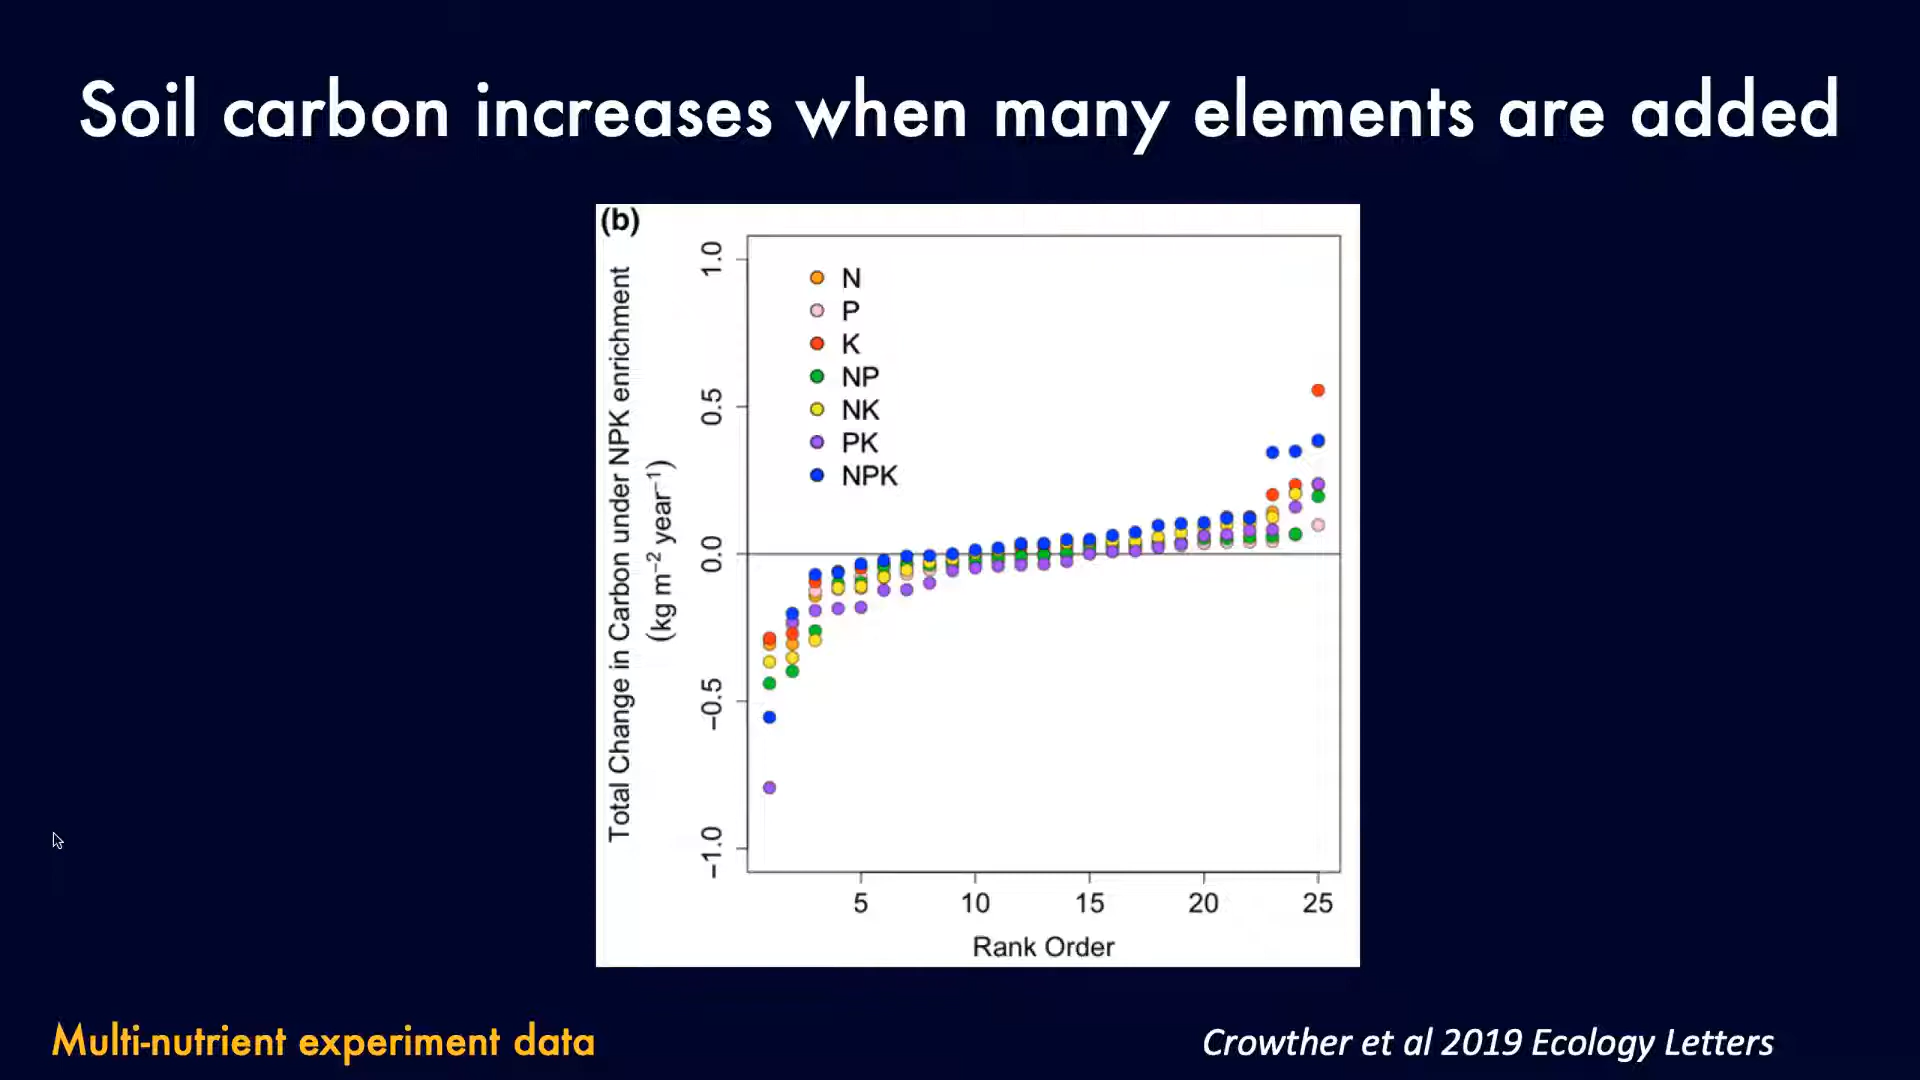 Soil carbon increases when many elements are added
(b)
Total Change in Carbon under NPK enrichment
(kg m⁻² year⁻¹)
1.0
0.5
0.0
−0.5
−1.0
N
P
K
NP
NK
PK
NPK
5 10 15 20 25
Rank Order
Multi-nutrient experiment data
Crowther et al 2019 Ecology Letters